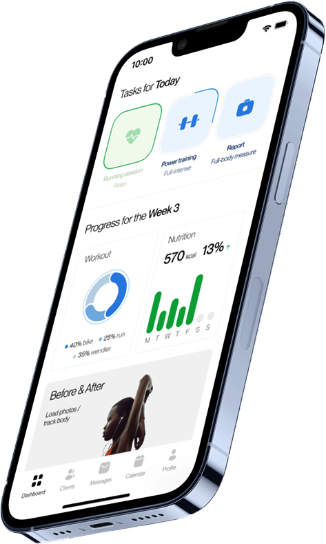 10:00
Tasks for Today
Running session
Relax
Power training
Full-intense
Report
Full-body measure
Progress for the Week 3
Workout
40% bike
25% run
35% wendler
Nutrition
570 kcal
13%
M T W T F S S
Before & After
Load photos /
track body
Dashboard
Clients
Messages
Calendar
Profile